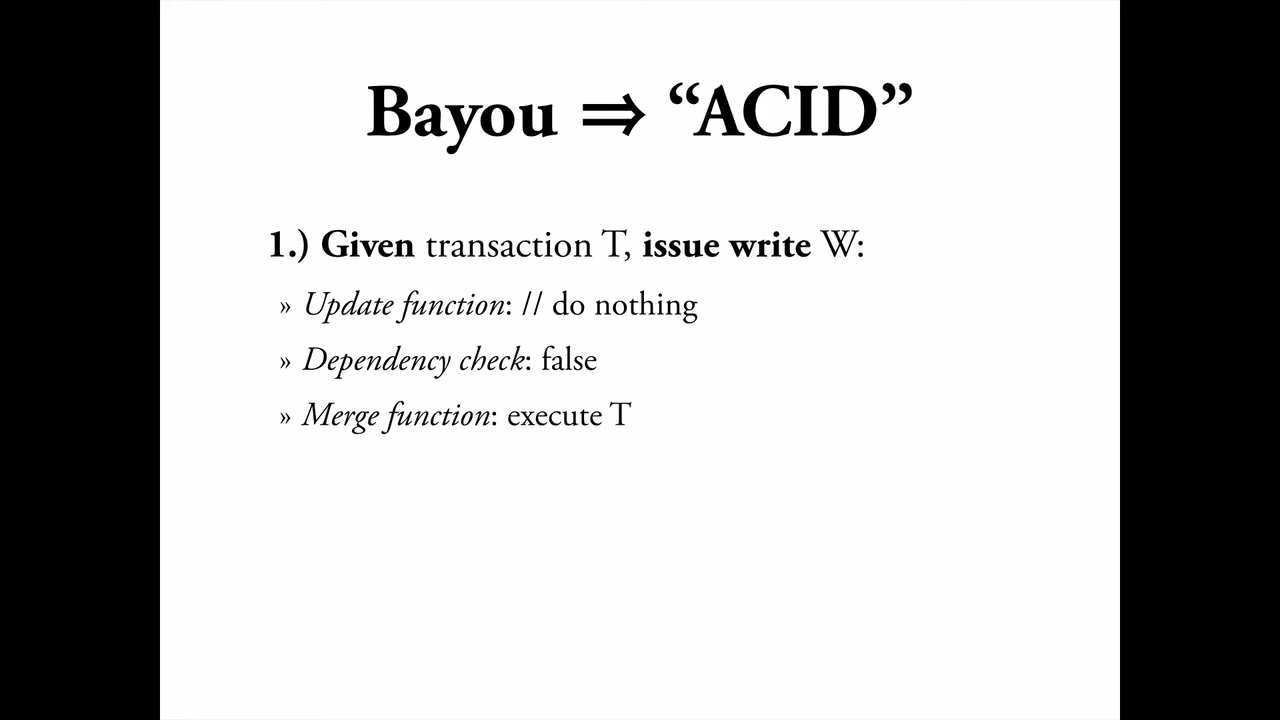 Bayou ⇒ “ACID”
1.) Given transaction T, issue write W:
» Update function: // do nothing
» Dependency check: false
» Merge function: execute T